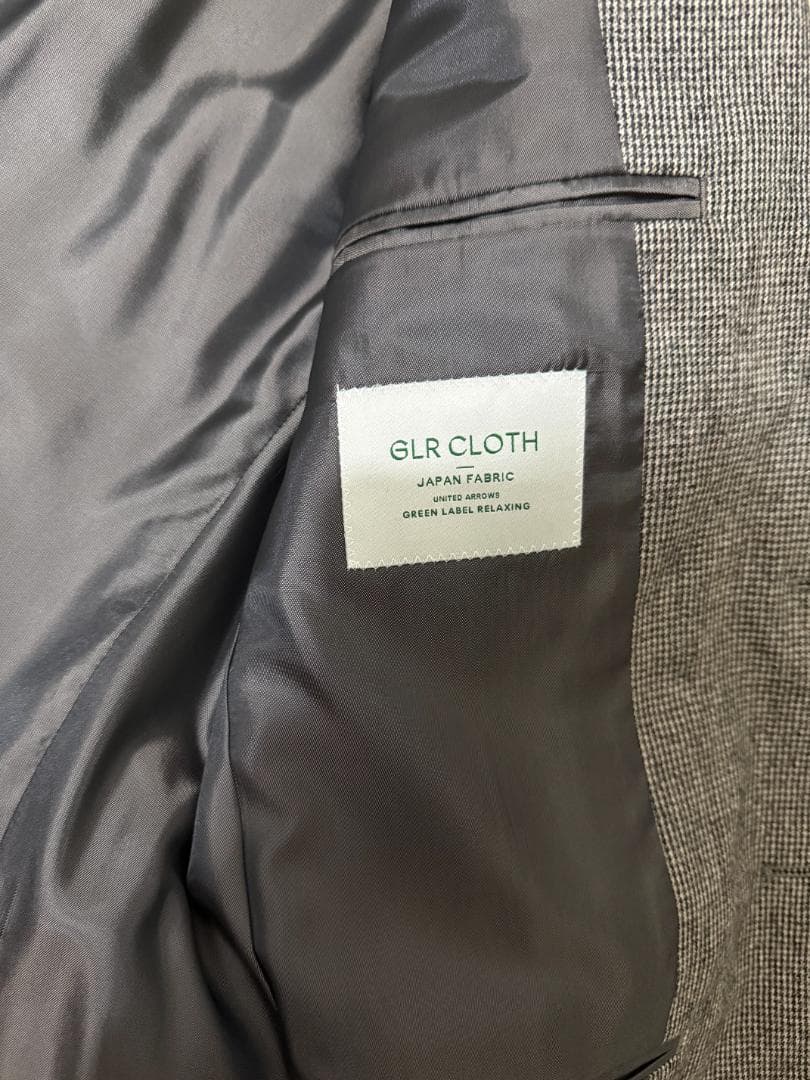 GLR CLOTH
JAPAN FABRIC
UNITED ARROWS
GREEN LABEL RELAXING